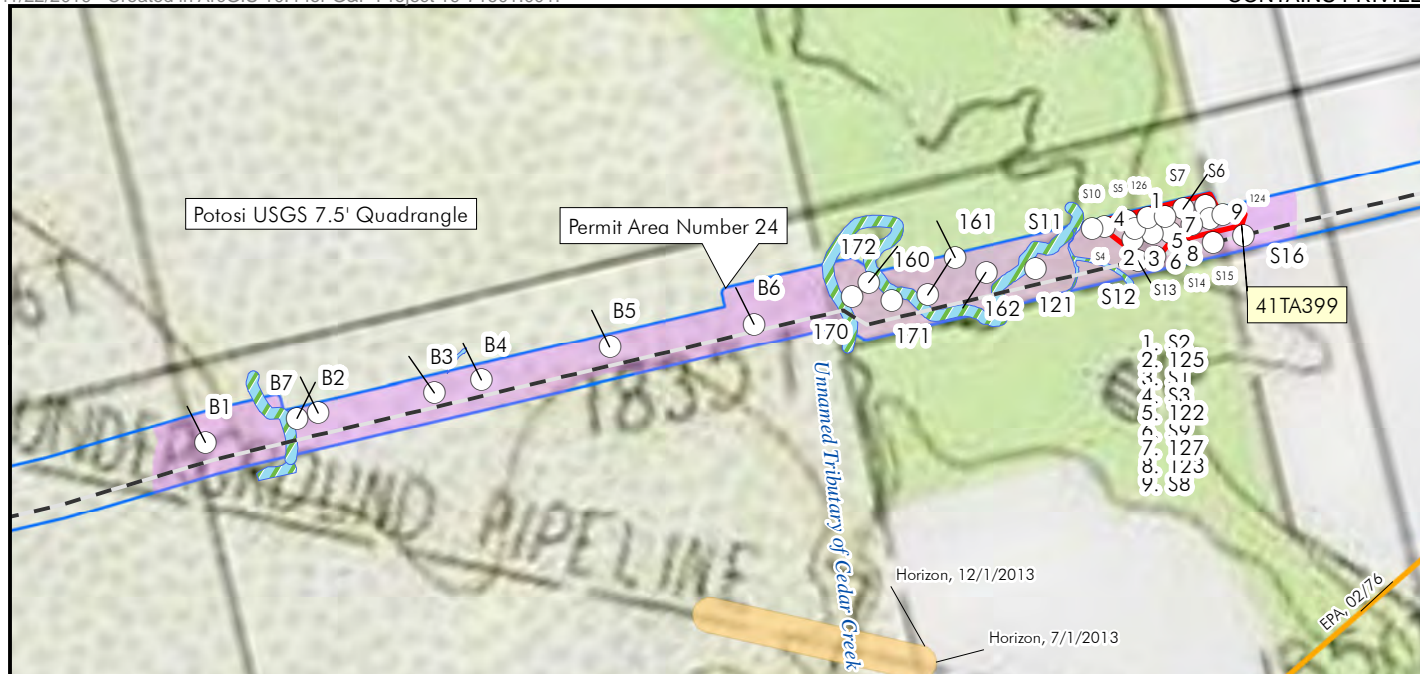 Potosi USGS 7.5' Quadrangle
Permit Area Number 24
S7
S6
S10
S5
126
1
124
9
4
7
161
S11
172
160
5
S4
2
3
6
8
S16
B6
S13
S14
S15
162
121
S12
41TA399
B5
170
171
B3
B4
B7
B2
B1
1. S2
2. 125
3. S1
4. S3
5. 122
6. S9
7. 127
8. 123
9. S8
183
UNDERGROUND PIPELINE
Unnamed Tributary of Cedar Creek
Horizon, 12/1/2013
Horizon, 7/1/2013
EPA, 02/76